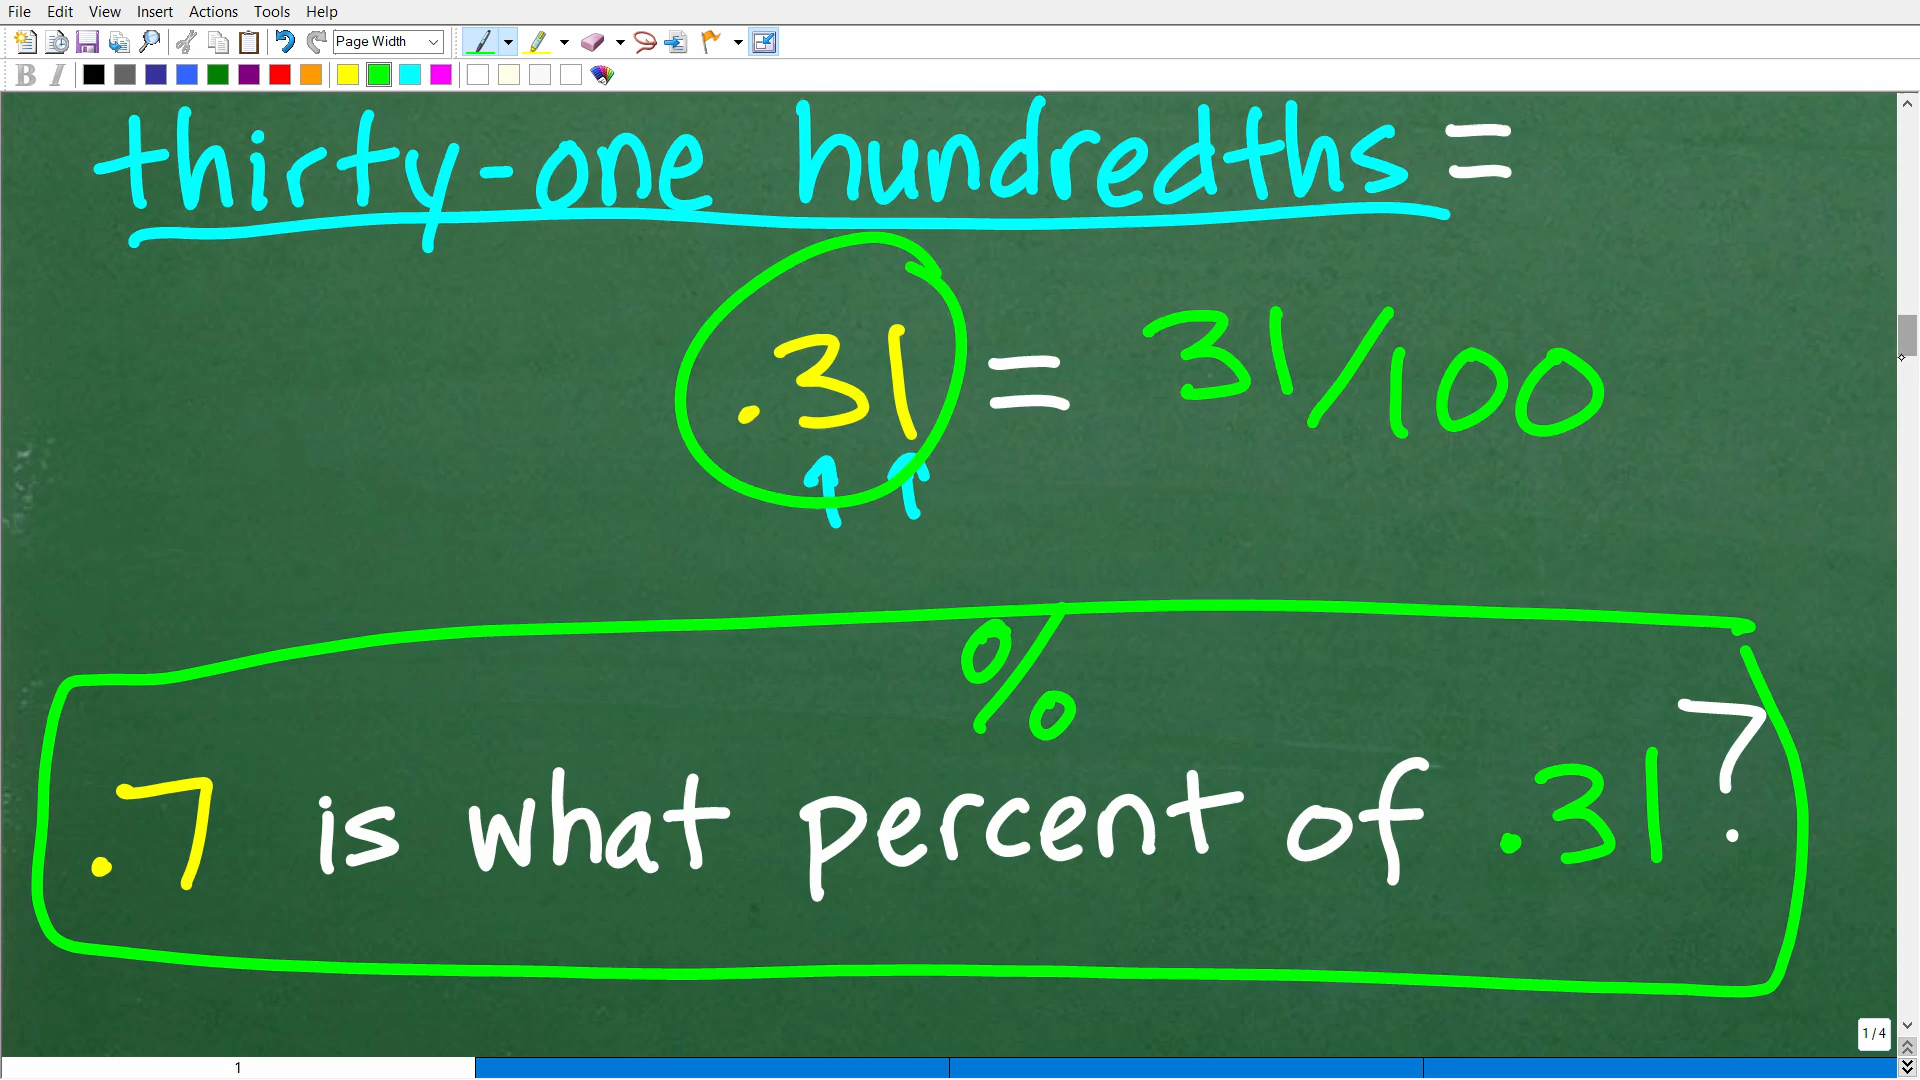 File Edit View Insert Actions Tools Help
Page Width
B I
thirty-one hundredths =
.31 = 31/100
%
.7 is what percent of .31?
1 / 4
1